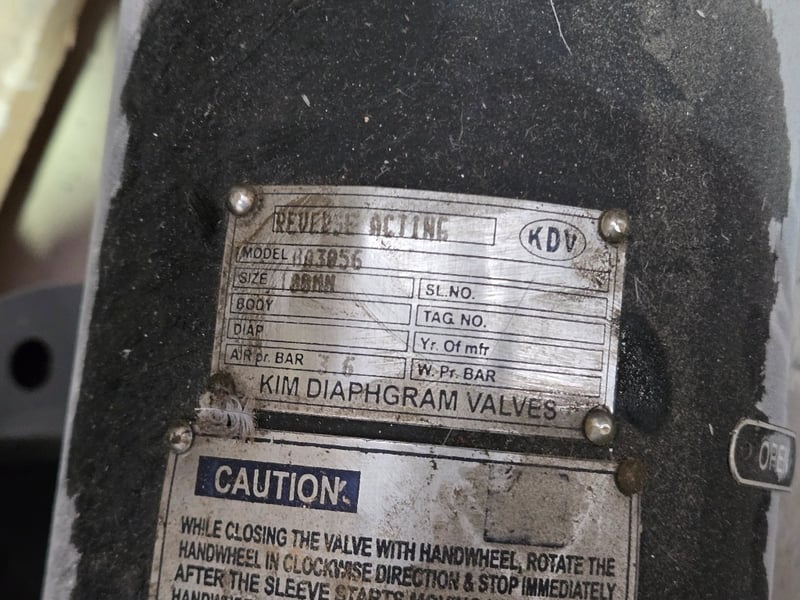 REVERSE ACTING
KDV
MODEL
SIZE
SL.NO.
BODY
TAG. NO.
DIAP
Yr. Of mfr
AIR pr. BAR 3 6
W. Pr. BAR
KIM DIAPHGRAM VALVES
OPEN
CAUTION
WHILE CLOSING THE VALVE WITH HANDWHEEL, ROTATE THE
HANDWHEEL IN CLOCKWISE DIRECTION & STOP IMMEDIATELY
AFTER THE SLEEVE STARTS